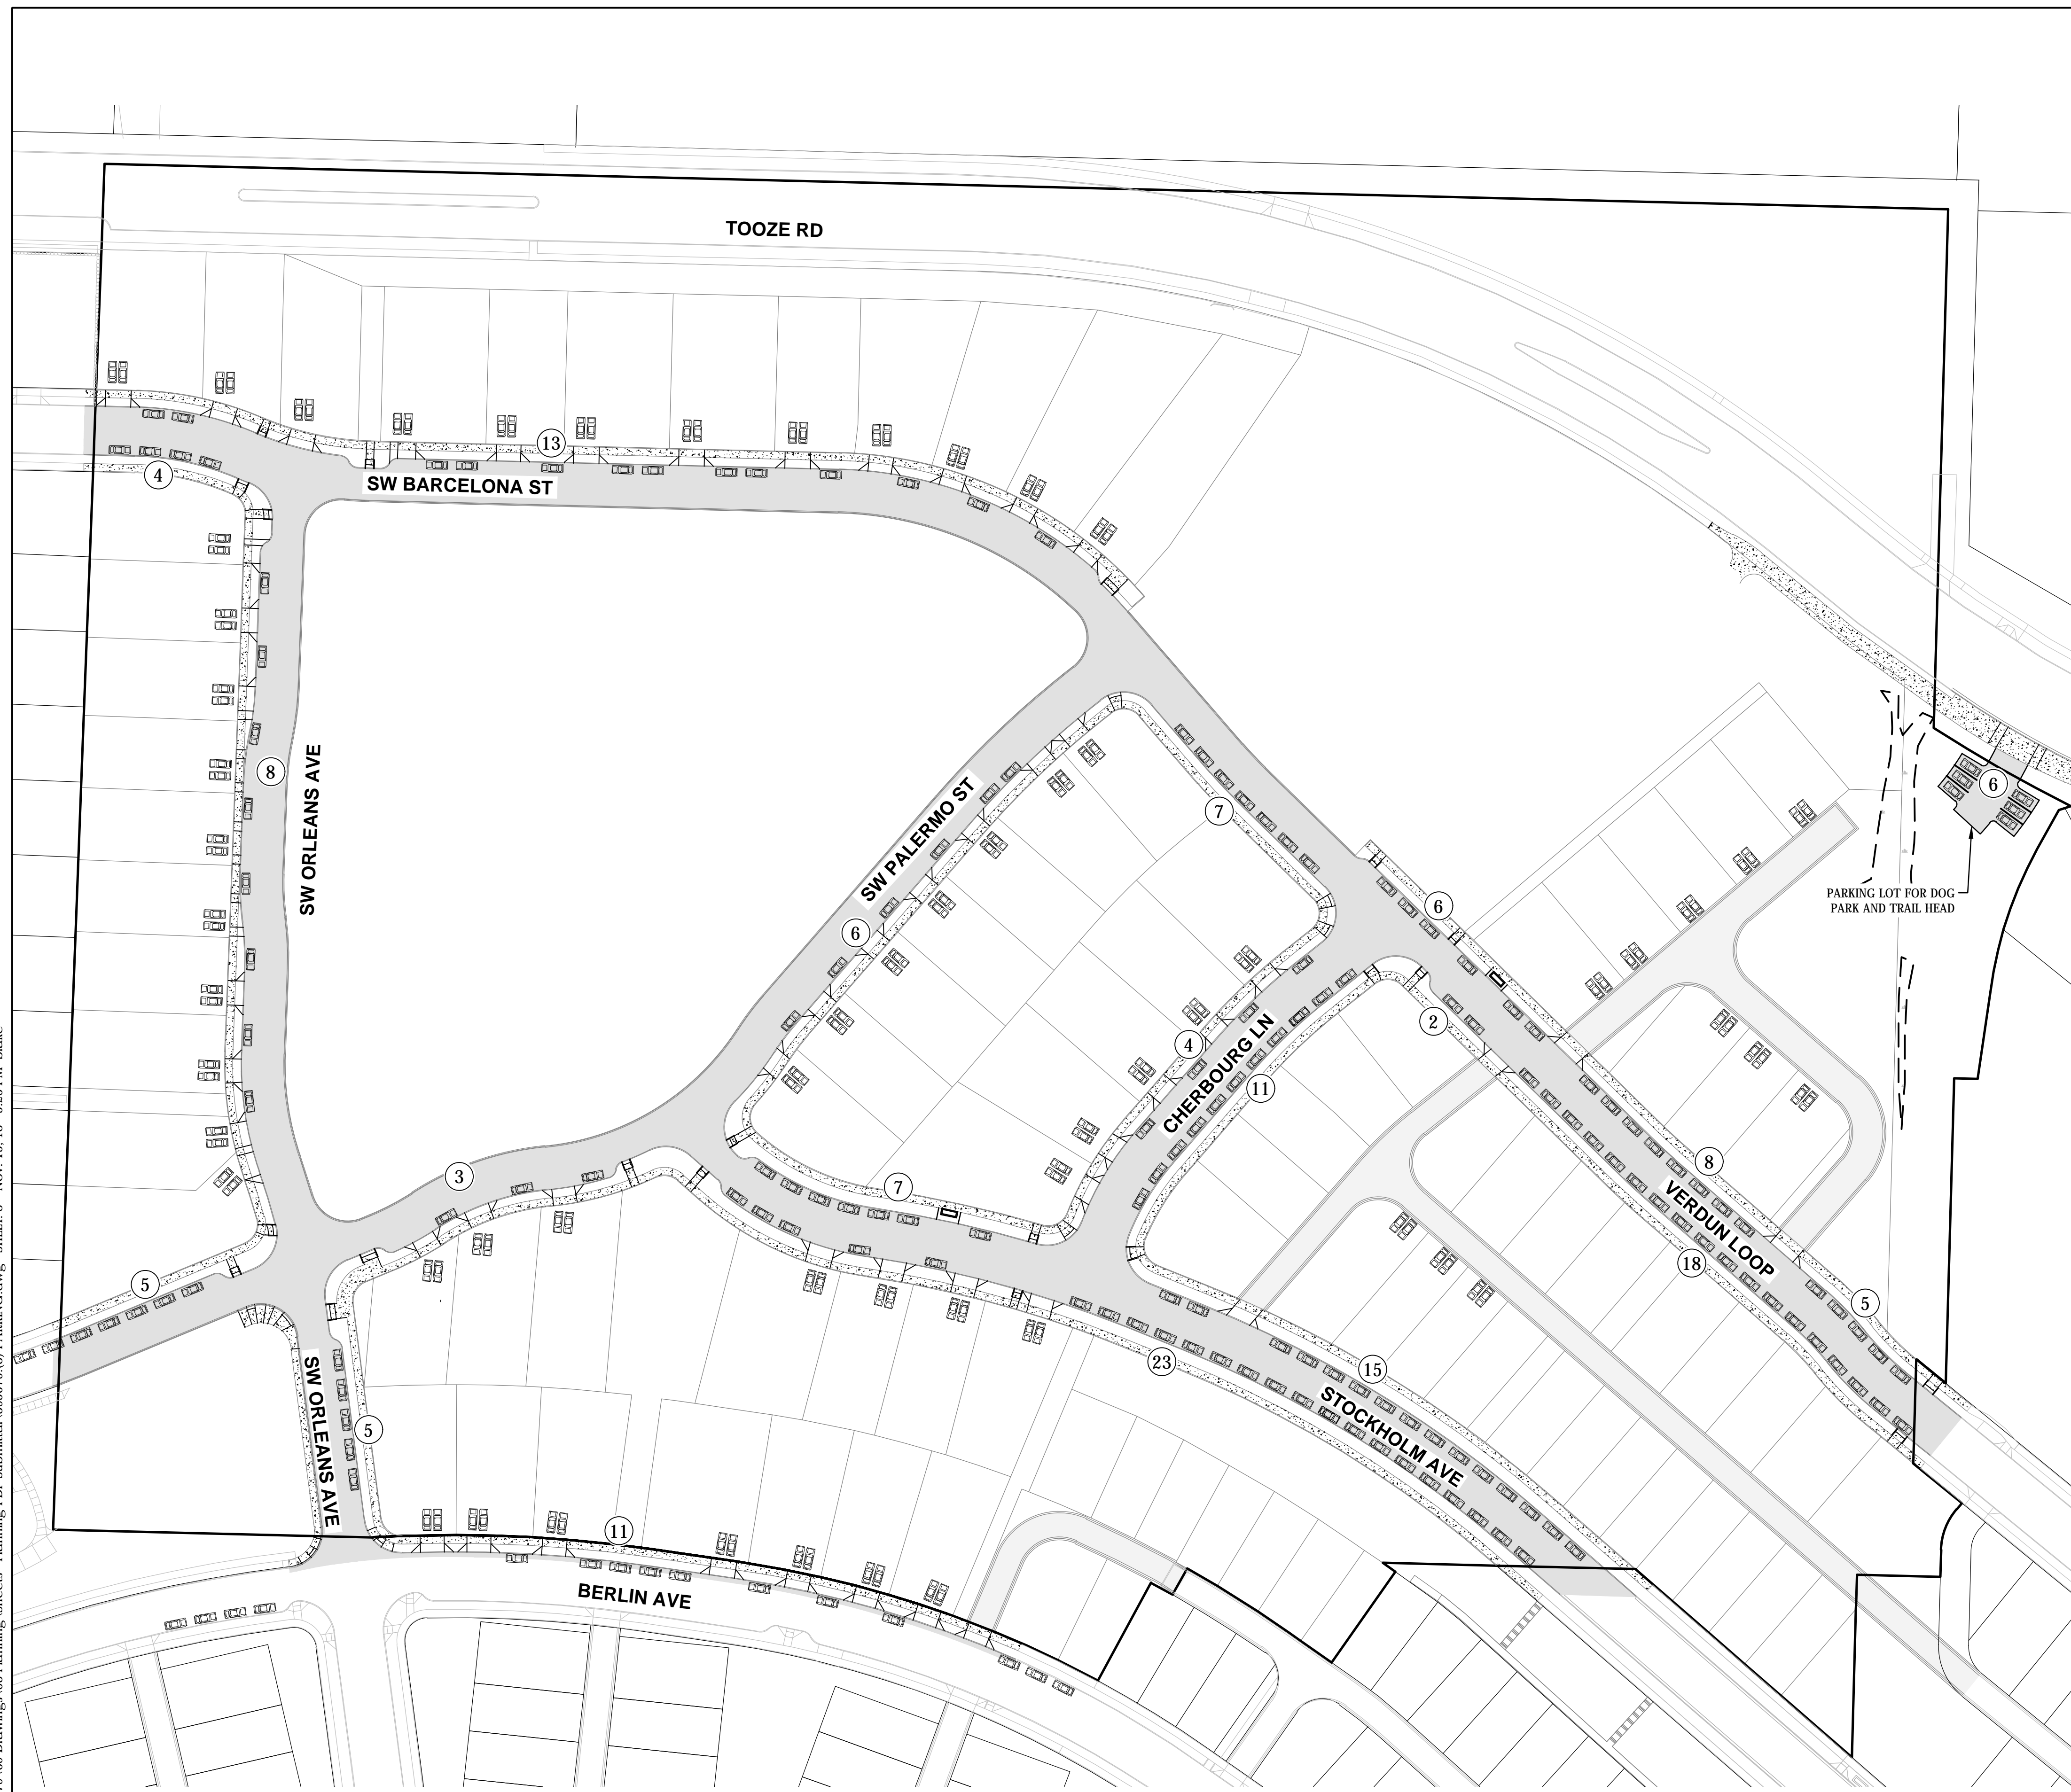 TOOZE RD
13
4
SW BARCELONA ST
8
SW ORLEANS AVE
7
SW PALERMO ST
6
6
6
PARKING LOT FOR DOG
PARK AND TRAIL HEAD
2
4
CHERBOURG LN
11
3
7
8
VERDUN LOOP
18
5
5
23
15
STOCKHOLM AVE
SW ORLEANS AVE
5
11
BERLIN AVE